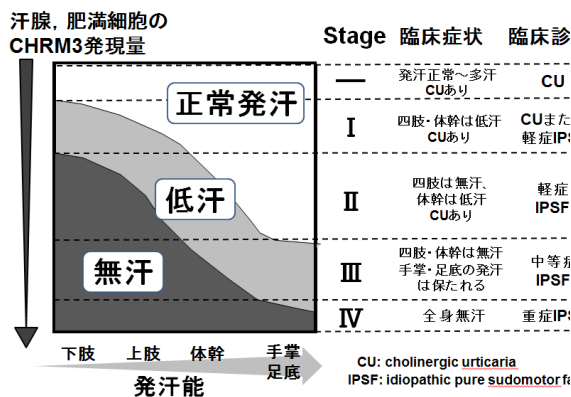 汗腺, 肥満細胞の
CHRM3発現量
Stage 臨床症状 臨床診
正常発汗
低汗
無汗
― 発汗正常～多汗 CU
CUあり
I 四肢・体幹は低汗 CUまた
CUあり 軽症IPS
II 四肢は無汗、 軽症
体幹は低汗 IPSF
CUあり
III 四肢・体幹は無汗 中等症
手掌・足底の発汗 IPSF
は保たれる
IV 全身無汗 重症IPS
下肢 上肢 体幹 手掌
足底
発汗能
CU: cholinergic urticaria
IPSF: idiopathic pure sudomotor fa